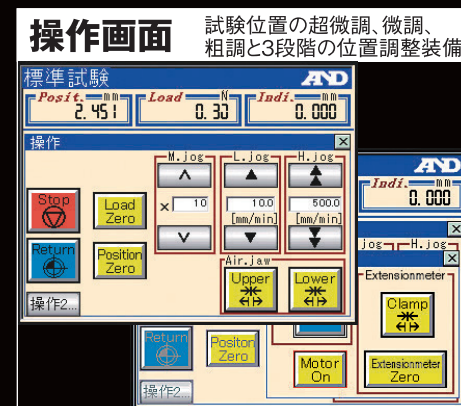 操作画面
試験位置の超微調、微調、
粗調と3段階の位置調整装備
標準試験
AND
Posit. mm
2.451
Load N
0.33
Indi. mm
0.000
操作
M.jog
L.jog
H.jog
× 10
10.0
[mm/min]
500.0
[mm/min]
Stop
Load
Zero
Return
Position
Zero
操作2...
Air.jaw
Upper
Lower
AND
Indi. mm
0.000
jog
H.jog
Extensionmeter
Clamp
Extensionmeter
Zero
Motor
On
Return
Positon
Zero
操作2...